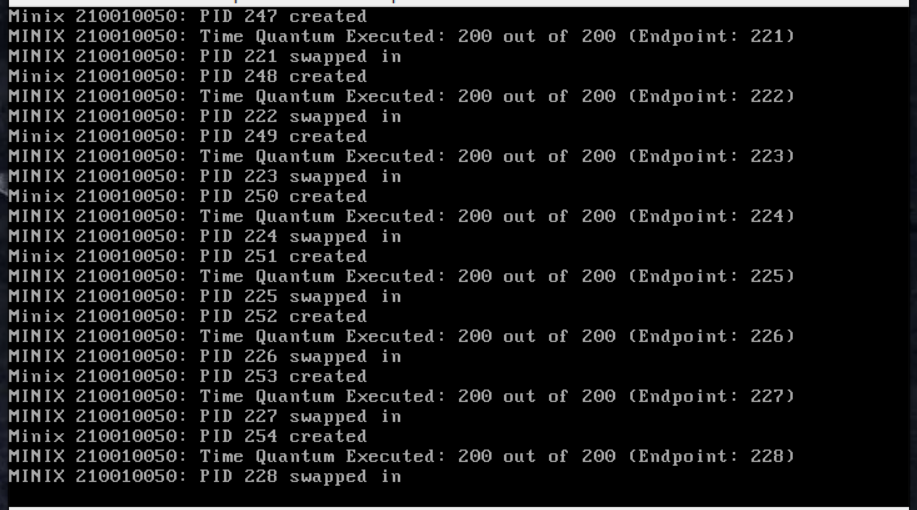 Minix 210010050: PID 247 created
MINIX 210010050: Time Quantum Executed: 200 out of 200 (Endpoint: 221)
MINIX 210010050: PID 221 swapped in
Minix 210010050: PID 248 created
MINIX 210010050: Time Quantum Executed: 200 out of 200 (Endpoint: 222)
MINIX 210010050: PID 222 swapped in
Minix 210010050: PID 249 created
MINIX 210010050: Time Quantum Executed: 200 out of 200 (Endpoint: 223)
MINIX 210010050: PID 223 swapped in
Minix 210010050: PID 250 created
MINIX 210010050: Time Quantum Executed: 200 out of 200 (Endpoint: 224)
MINIX 210010050: PID 224 swapped in
Minix 210010050: PID 251 created
MINIX 210010050: Time Quantum Executed: 200 out of 200 (Endpoint: 225)
MINIX 210010050: PID 225 swapped in
Minix 210010050: PID 252 created
MINIX 210010050: Time Quantum Executed: 200 out of 200 (Endpoint: 226)
MINIX 210010050: PID 226 swapped in
Minix 210010050: PID 253 created
MINIX 210010050: Time Quantum Executed: 200 out of 200 (Endpoint: 227)
MINIX 210010050: PID 227 swapped in
Minix 210010050: PID 254 created
MINIX 210010050: Time Quantum Executed: 200 out of 200 (Endpoint: 228)
MINIX 210010050: PID 228 swapped in